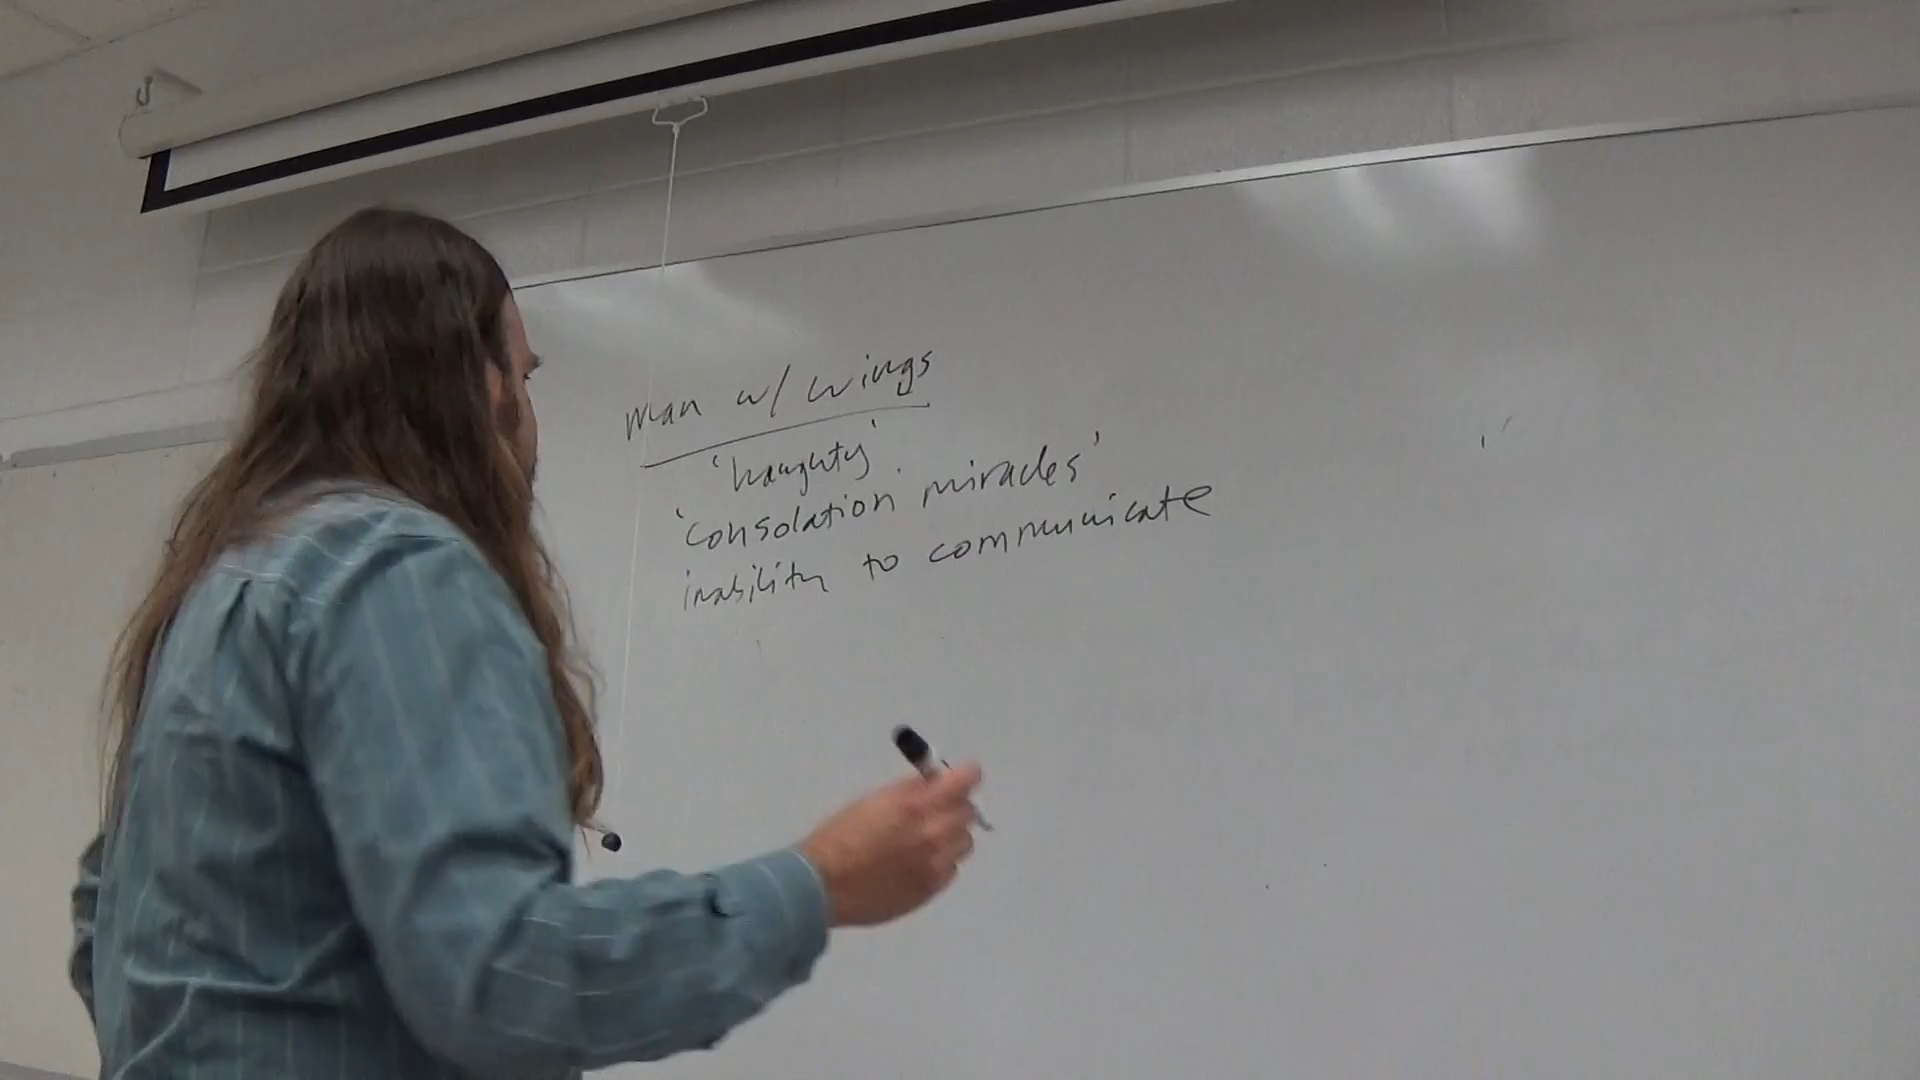 man w/ wings
'haughty'
'consolation miracles'
inability to communicate